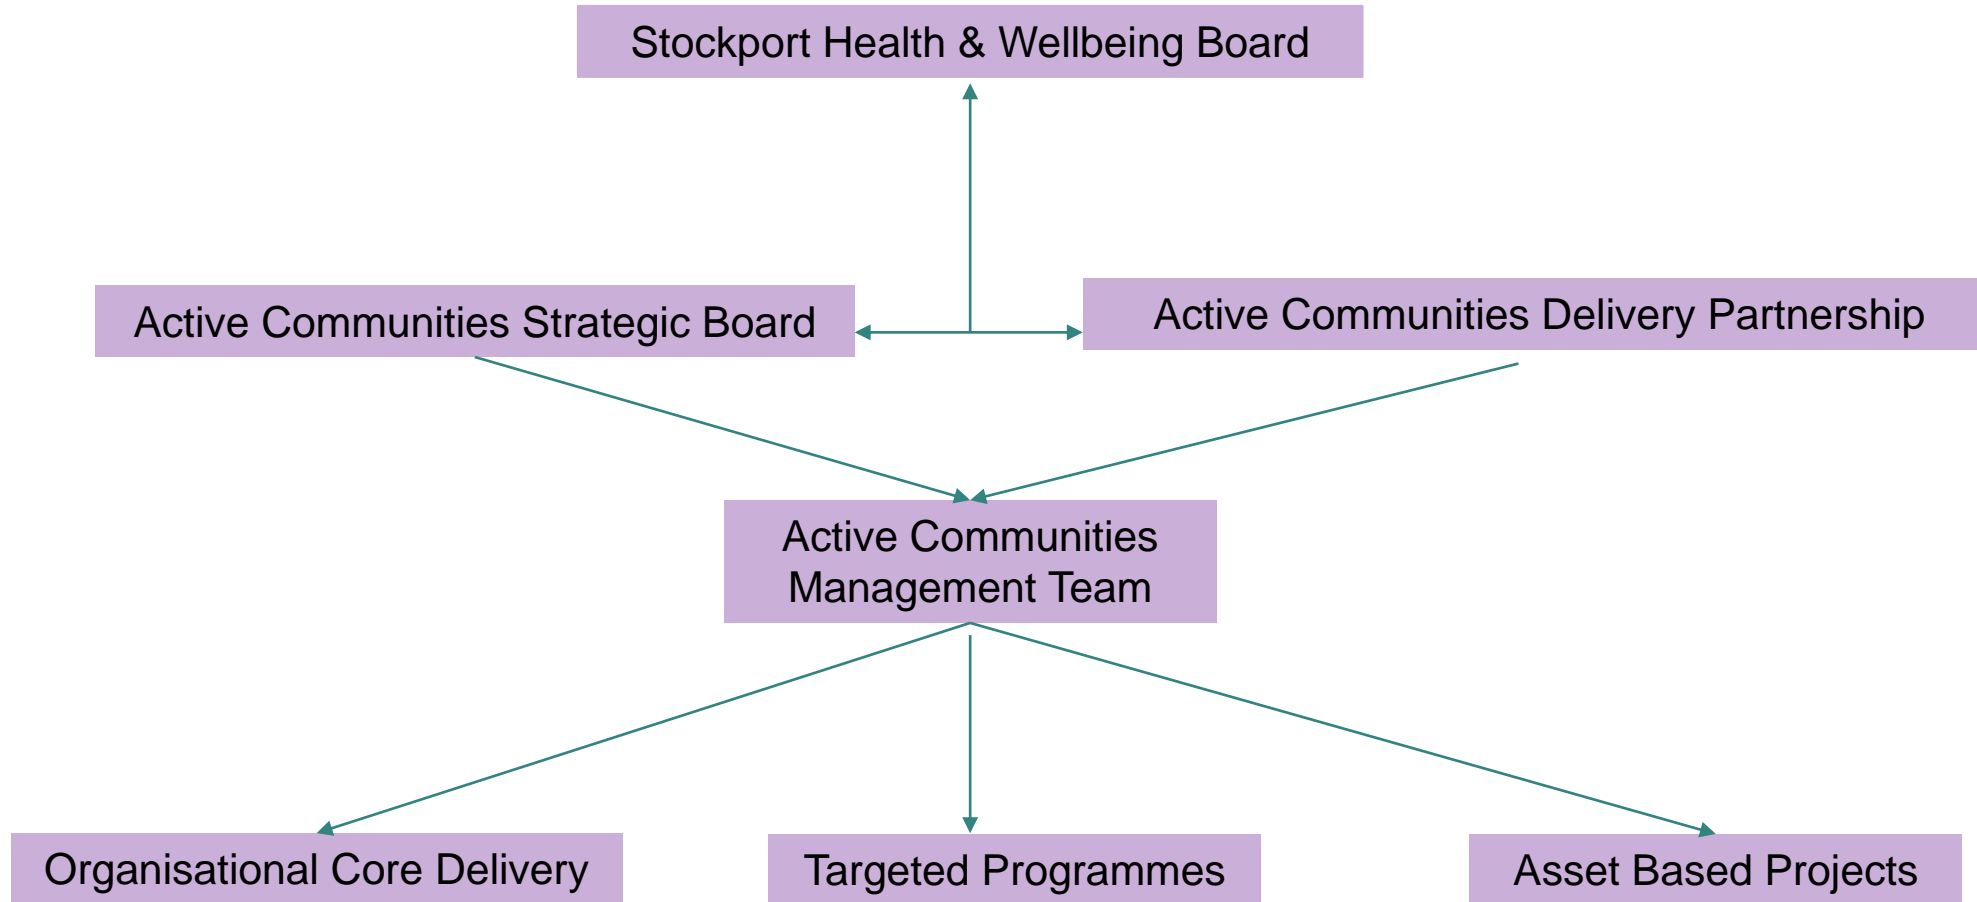 Stockport Health & Wellbeing Board
Active Communities Strategic Board
Active Communities Delivery Partnership
Active Communities
Management Team
Organisational Core Delivery
Targeted Programmes
Asset Based Projects